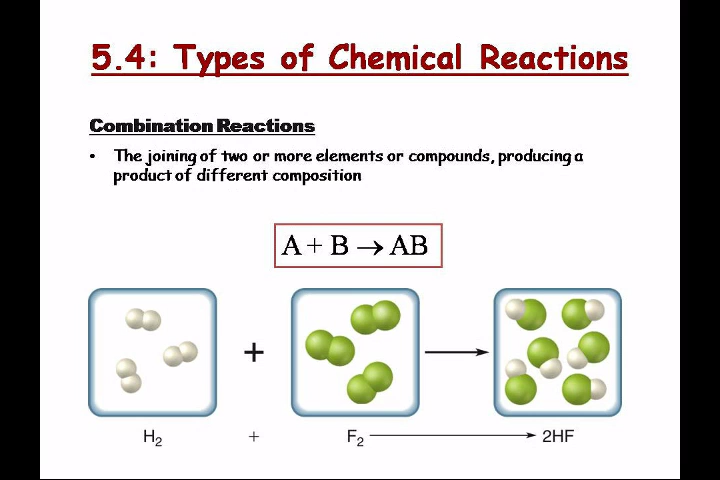 5.4: Types of Chemical Reactions
Combination Reactions
• The joining of two or more elements or compounds, producing a
product of different composition
A + B → AB
+ →
H₂ + F₂ → 2HF